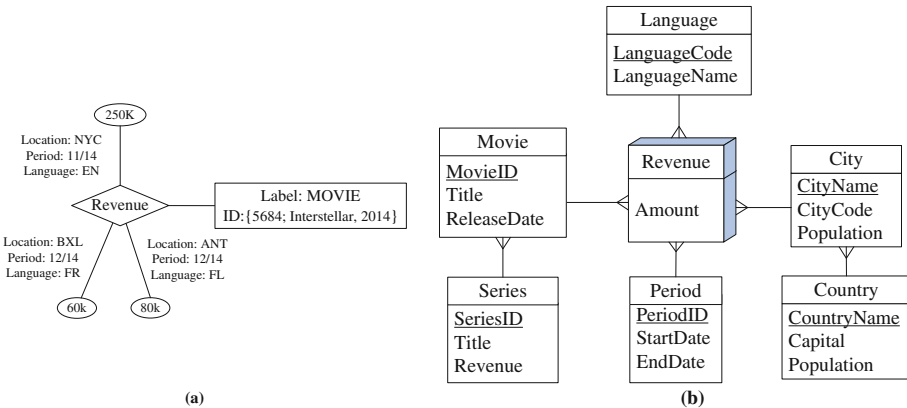 250K
Location: NYC
Period: 11/14
Language: EN
Revenue
Label: MOVIE
ID:{5684; Interstellar, 2014}
Location: BXL
Period: 12/14
Language: FR
Location: ANT
Period: 12/14
Language: FL
60k
80k
(a)
Language
LanguageCode
LanguageName
Movie
MovieID
Title
ReleaseDate
Revenue
Amount
City
CityName
CityCode
Population
Series
SeriesID
Title
Revenue
Period
PeriodID
StartDate
EndDate
Country
CountryName
Capital
Population
(b)